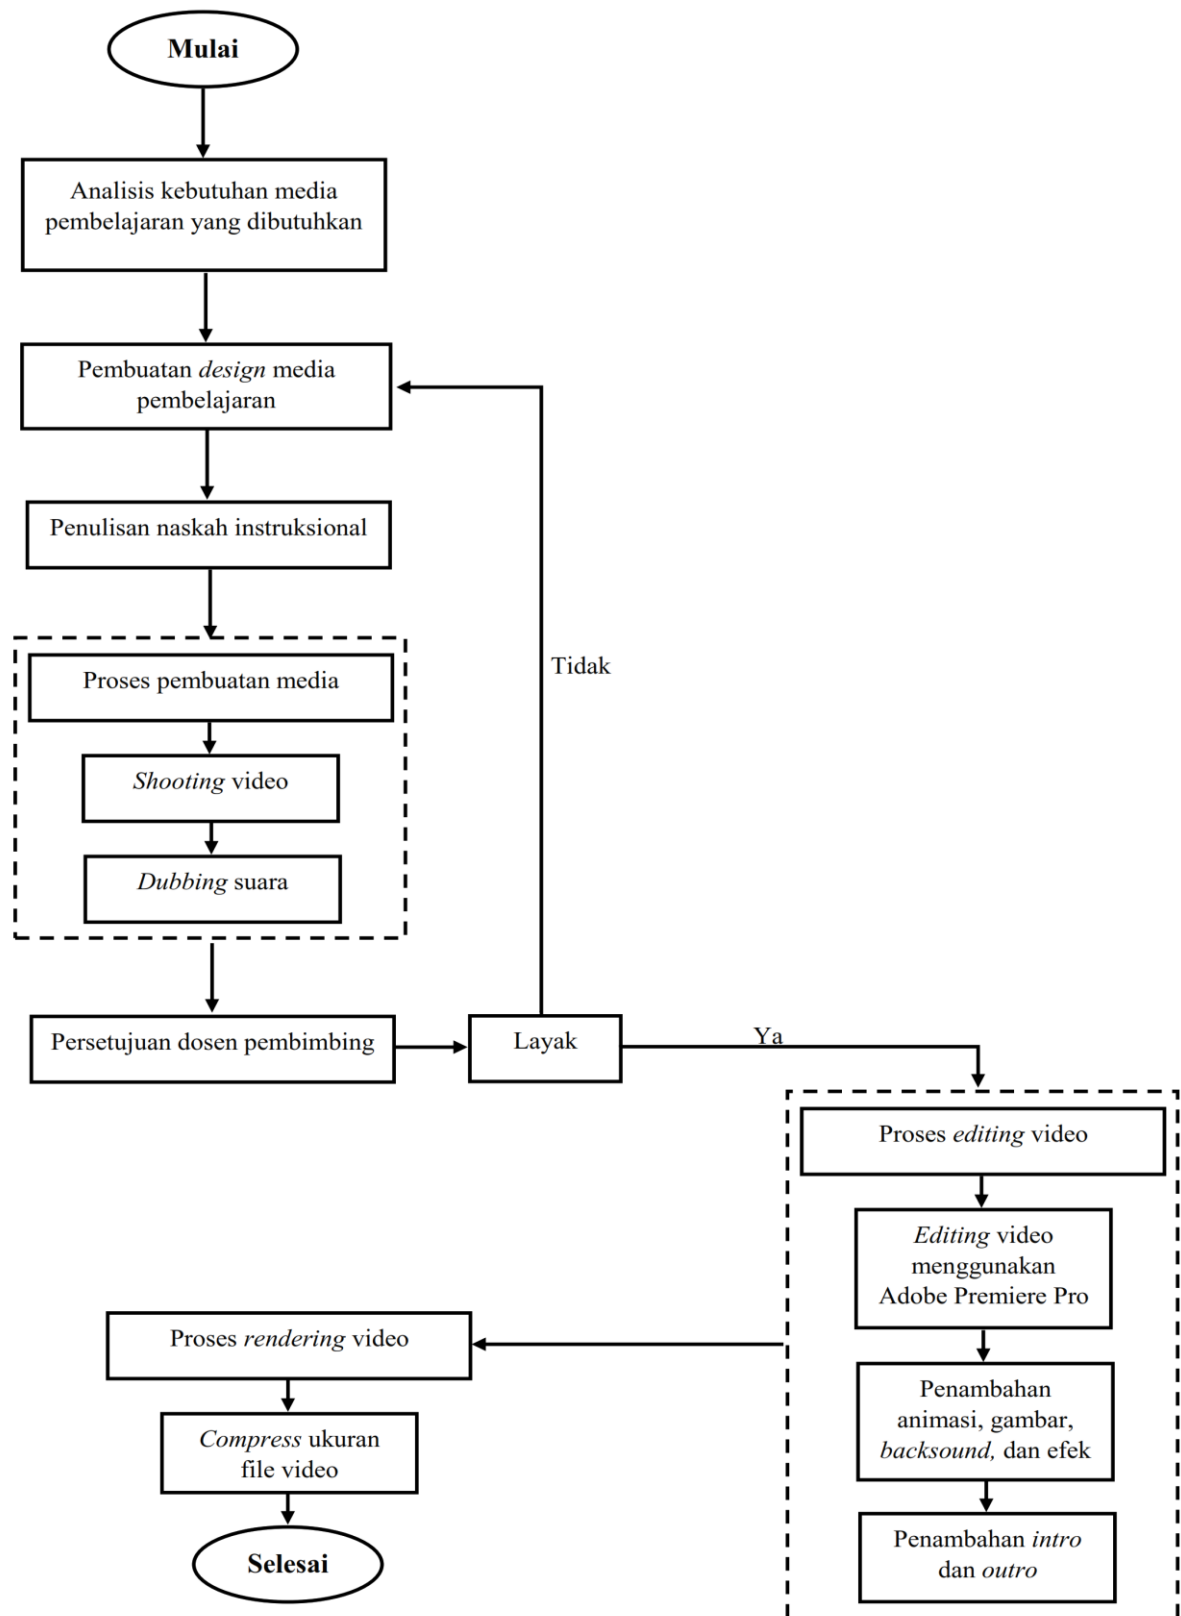 Mulai
Analisis kebutuhan media
pembelajaran yang dibutuhkan
Pembuatan design media
pembelajaran
Penulisan naskah instruksional
Tidak
Proses pembuatan media
Shooting video
Dubbing suara
Persetujuan dosen pembimbing
Layak
Ya
Proses editing video
Editing video
menggunakan
Adobe Premiere Pro
Penambahan
animasi, gambar,
backsound, dan efek
Penambahan intro
dan outro
Proses rendering video
Compress ukuran
file video
Selesai